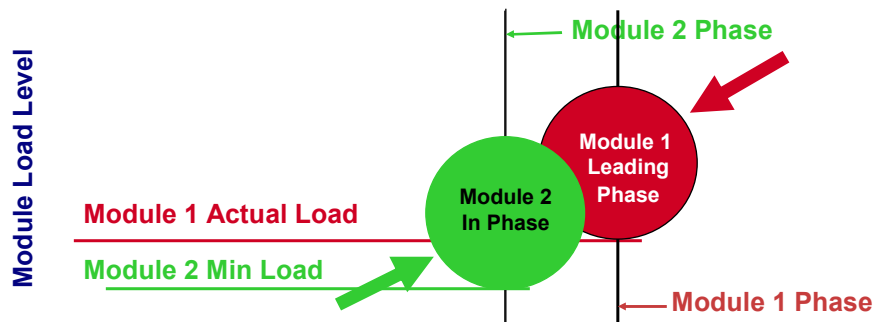 Module Load Level
Module 2 Phase
Module 1
Leading
Phase
Module 2
In Phase
Module 1 Actual Load
Module 2 Min Load
Module 1 Phase